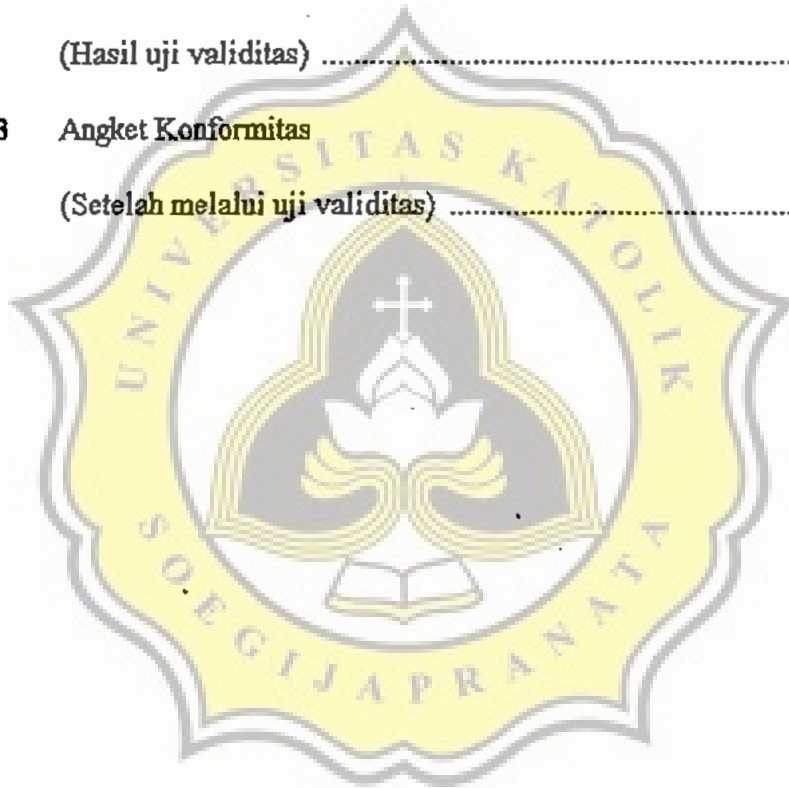 (Hasil uji validitas) ..........................................................
3 Angket Konformitas
(Setelah melalui uji validitas) ..........................................
UNIVERSITAS KATOLIK
SOEGIJAPRANATA